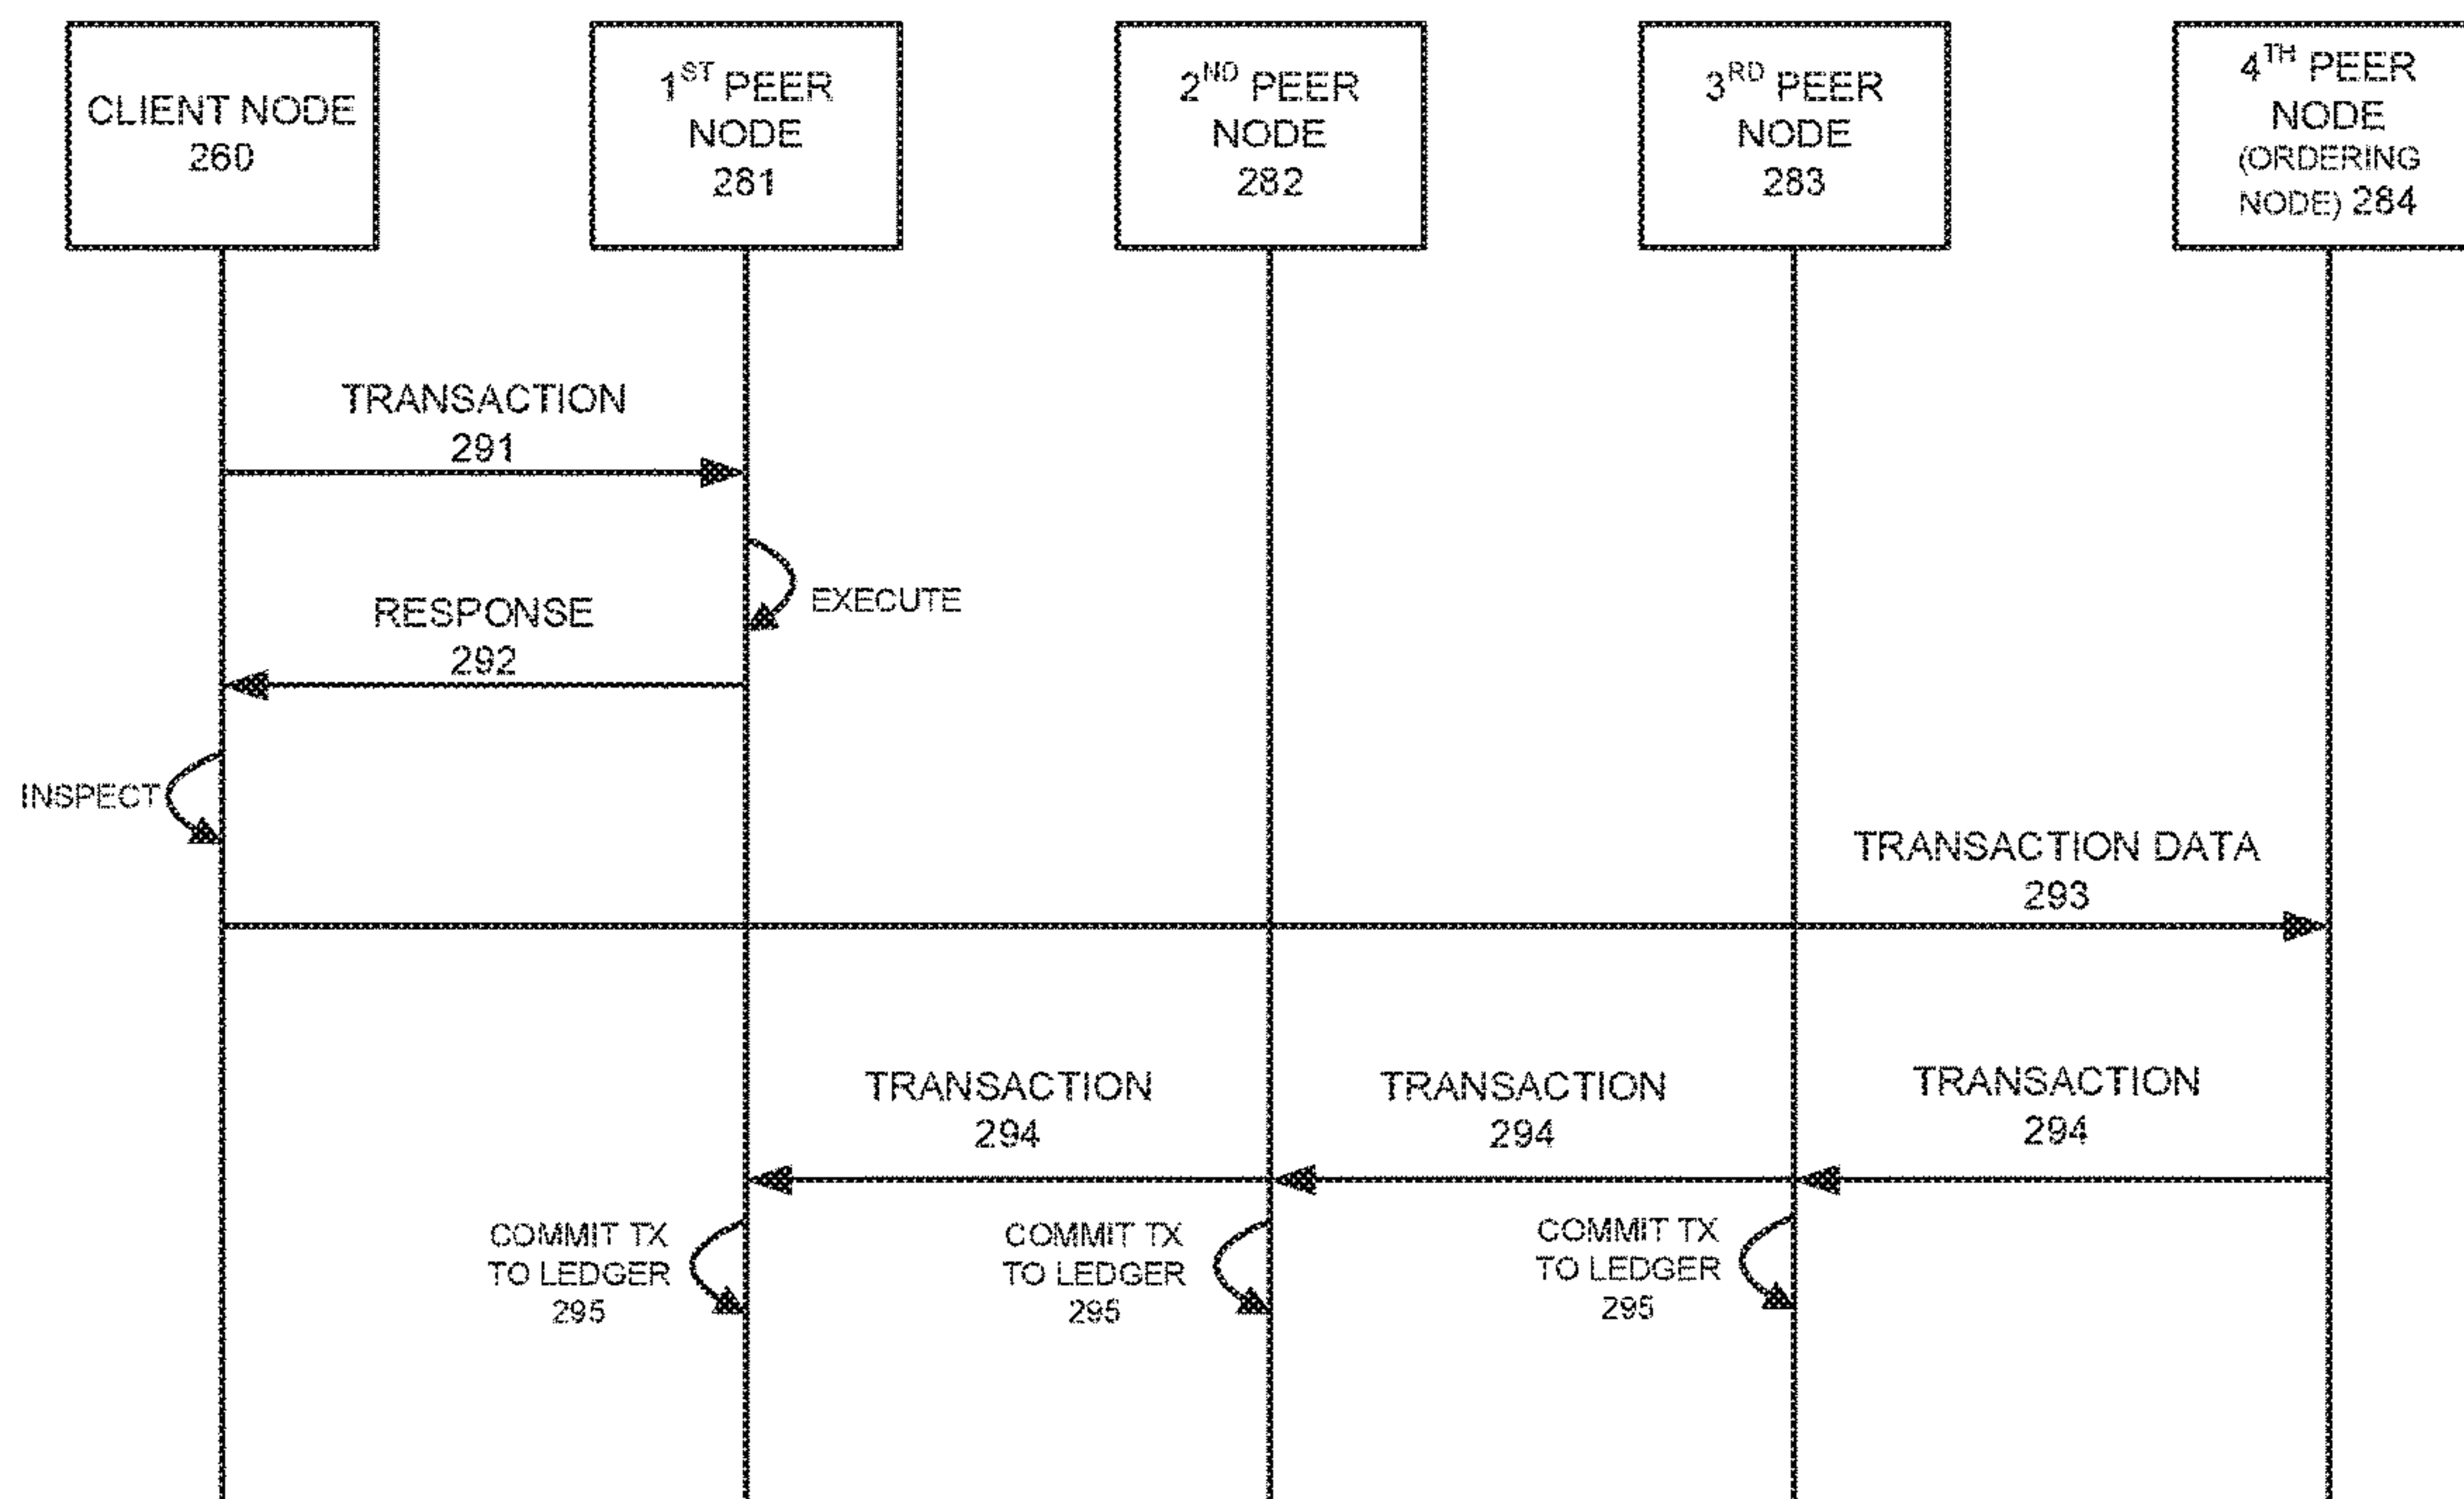 CLIENT NODE
260
1ST PEER
NODE
281
2ND PEER
NODE
282
3RD PEER
NODE
283
4TH PEER
NODE
(ORDERING
NODE) 284
TRANSACTION
291
EXECUTE
RESPONSE
292
INSPECT
TRANSACTION DATA
293
TRANSACTION
294
TRANSACTION
294
TRANSACTION
294
COMMIT TX
TO LEDGER
295
COMMIT TX
TO LEDGER
295
COMMIT TX
TO LEDGER
295